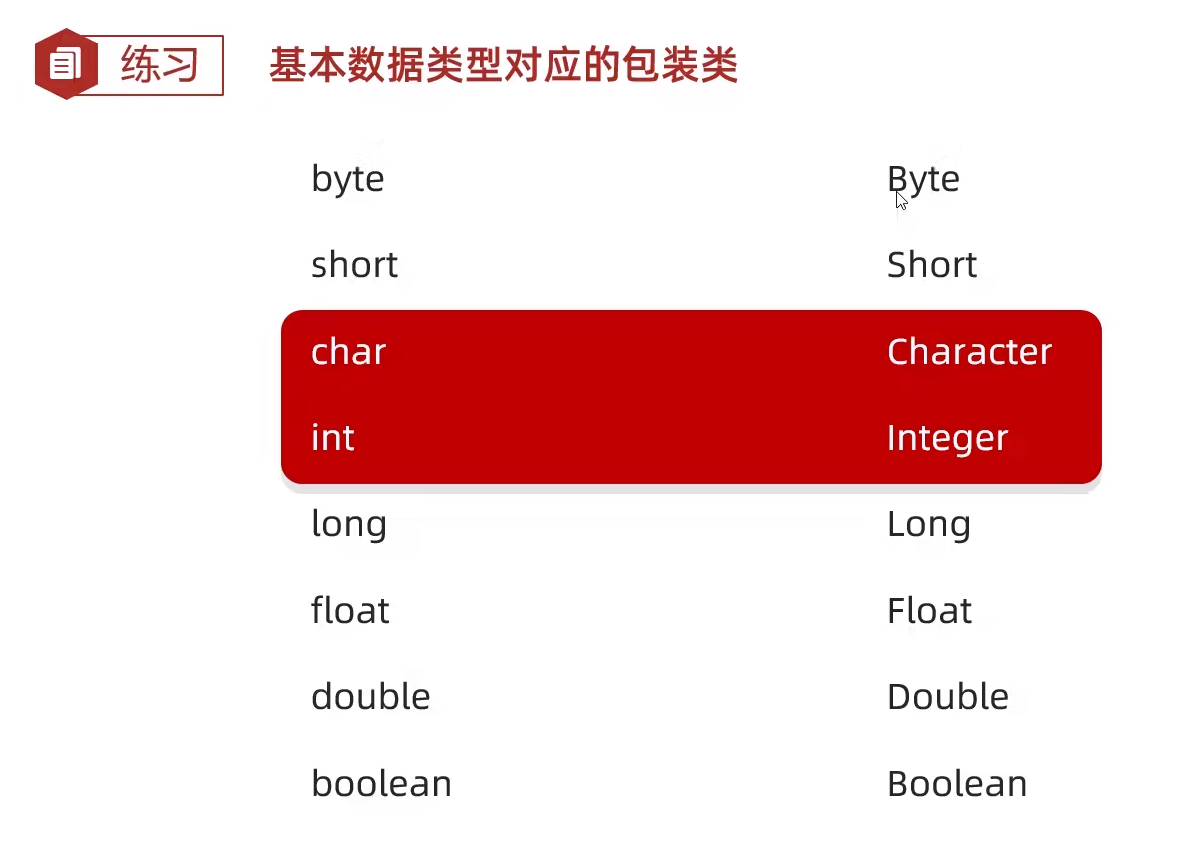 练习 基本数据类型对应的包装类
byte Byte
short Short
char Character
int Integer
long Long
float Float
double Double
boolean Boolean